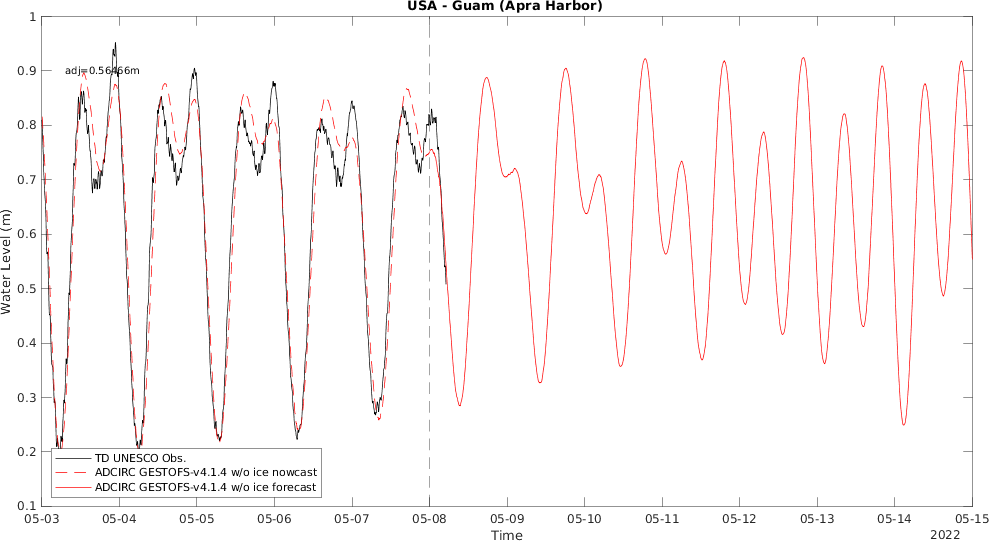 USA - Guam (Apra Harbor)
1
0.9
0.8
0.7
0.6
0.5
0.4
0.3
0.2
0.1
Water Level (m)
adj=0.56466m
TD UNESCO Obs.
ADCIRC GESTOFS-v4.1.4 w/o ice nowcast
ADCIRC GESTOFS-v4.1.4 w/o ice forecast
05-03 05-04 05-05 05-06 05-07 05-08 05-09 05-10 05-11 05-12 05-13 05-14 05-15
Time
2022